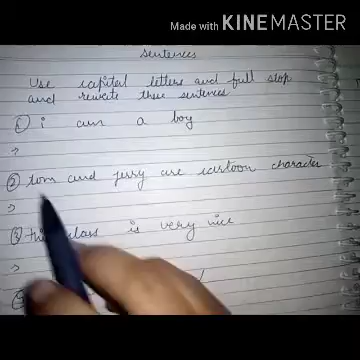 Made with KINEMASTER
Sentences
Use capital letters and full stop
and rewrite these sentences
① i am a boy
⇒
② tom and jerry are cartoon character
⇒
③ class is very nice
⇒